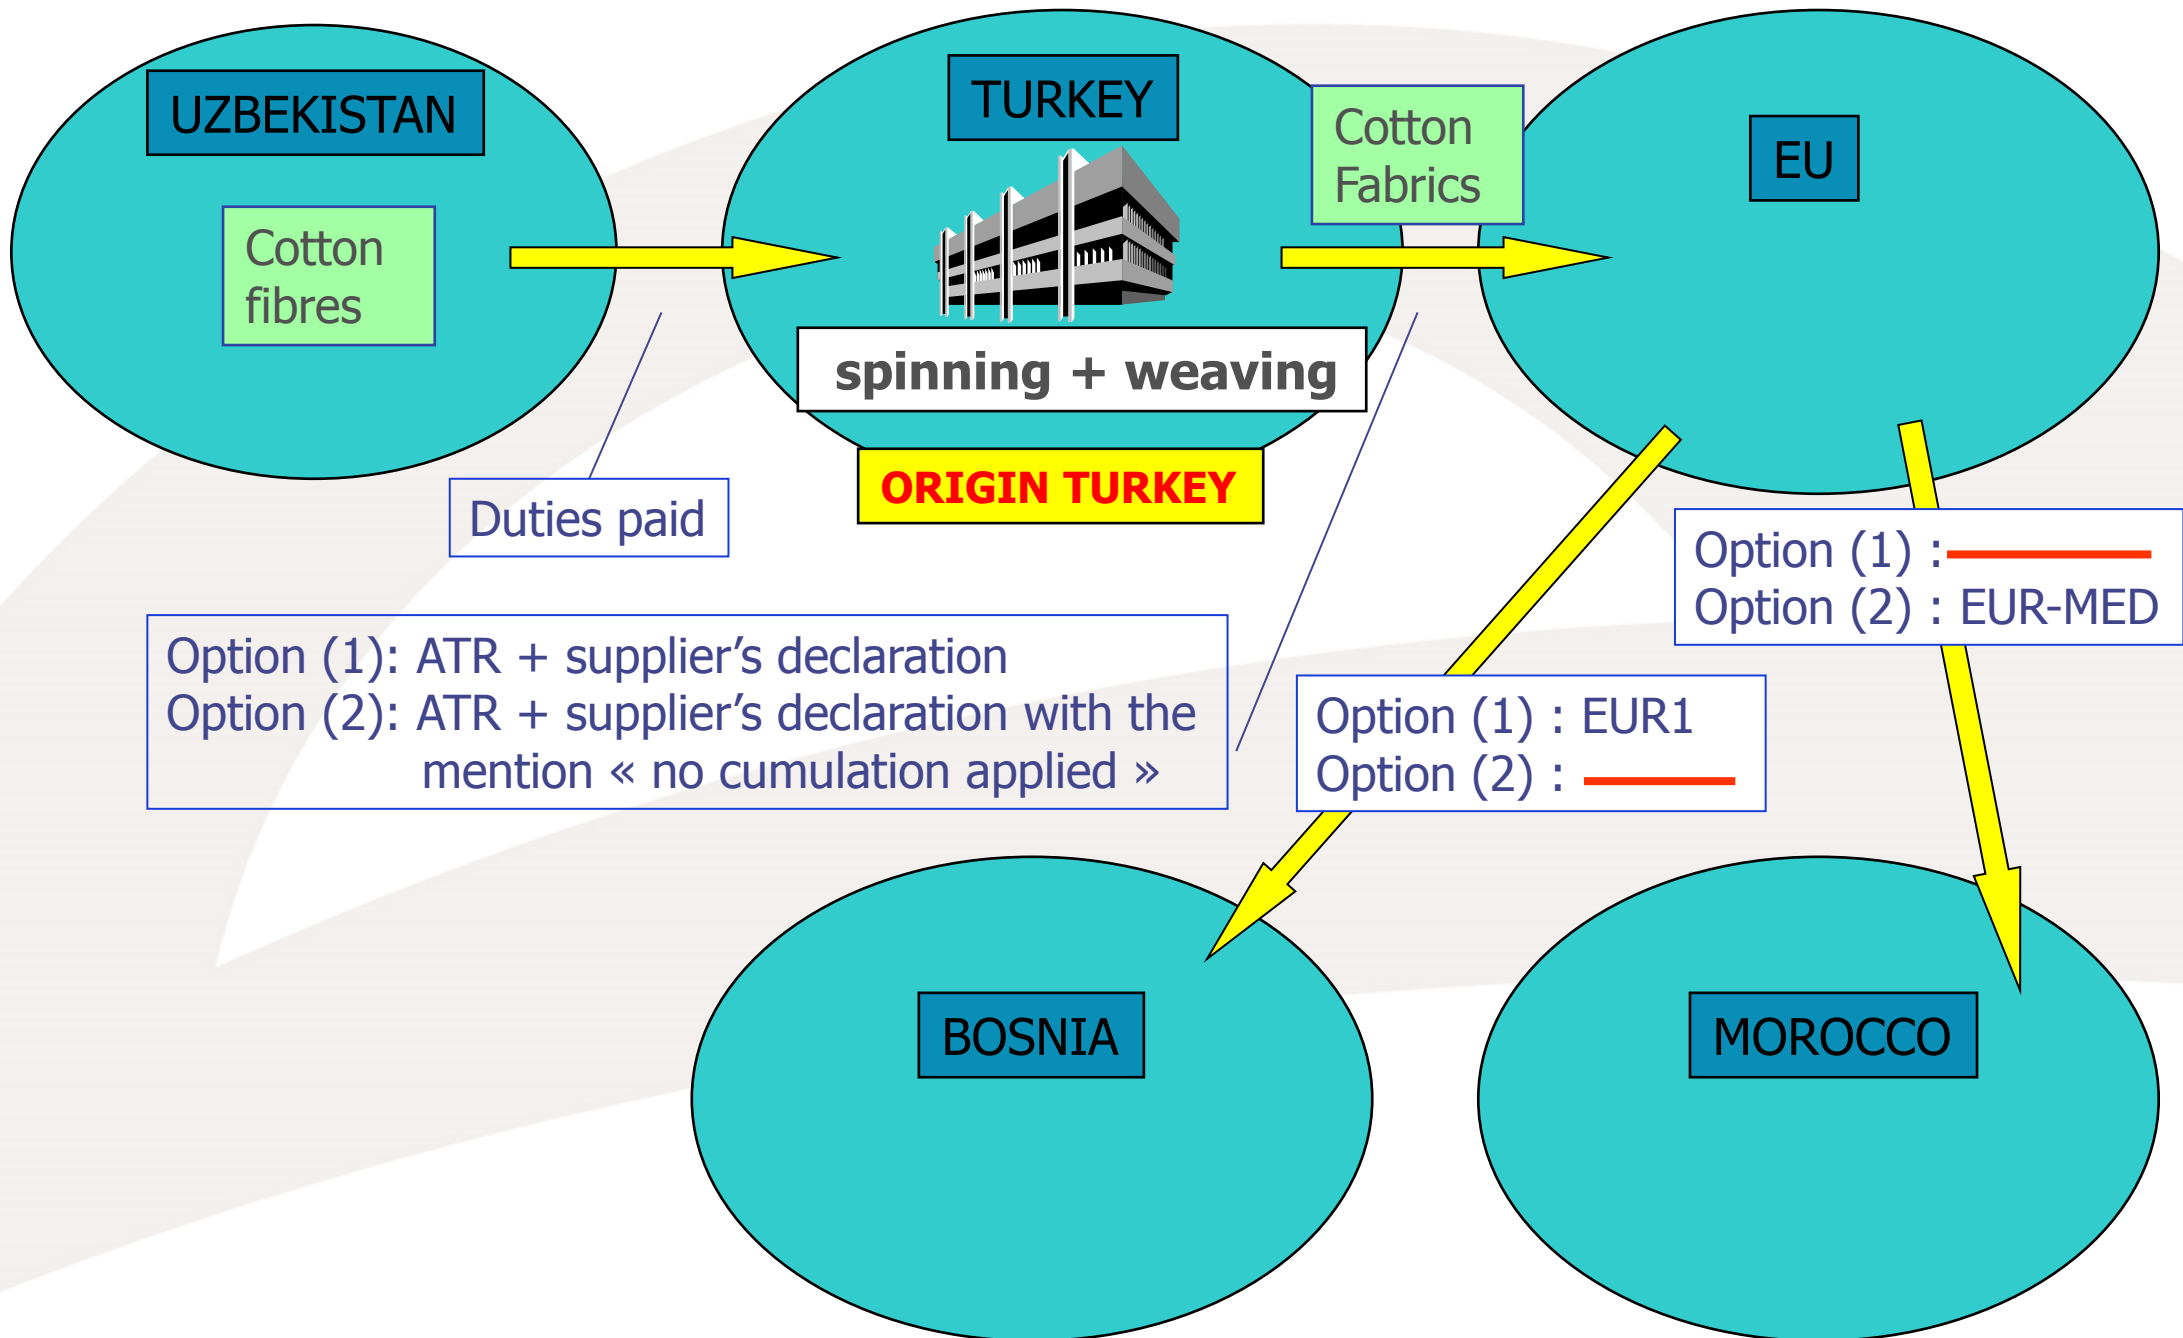 UZBEKISTAN
Cotton
fibres
TURKEY
spinning + weaving
ORIGIN TURKEY
Cotton
Fabrics
EU
Duties paid
Option (1): ATR + supplier’s declaration
Option (2): ATR + supplier’s declaration with the
mention « no cumulation applied »
Option (1) :
Option (2) : EUR-MED
Option (1) : EUR1
Option (2) :
BOSNIA
MOROCCO